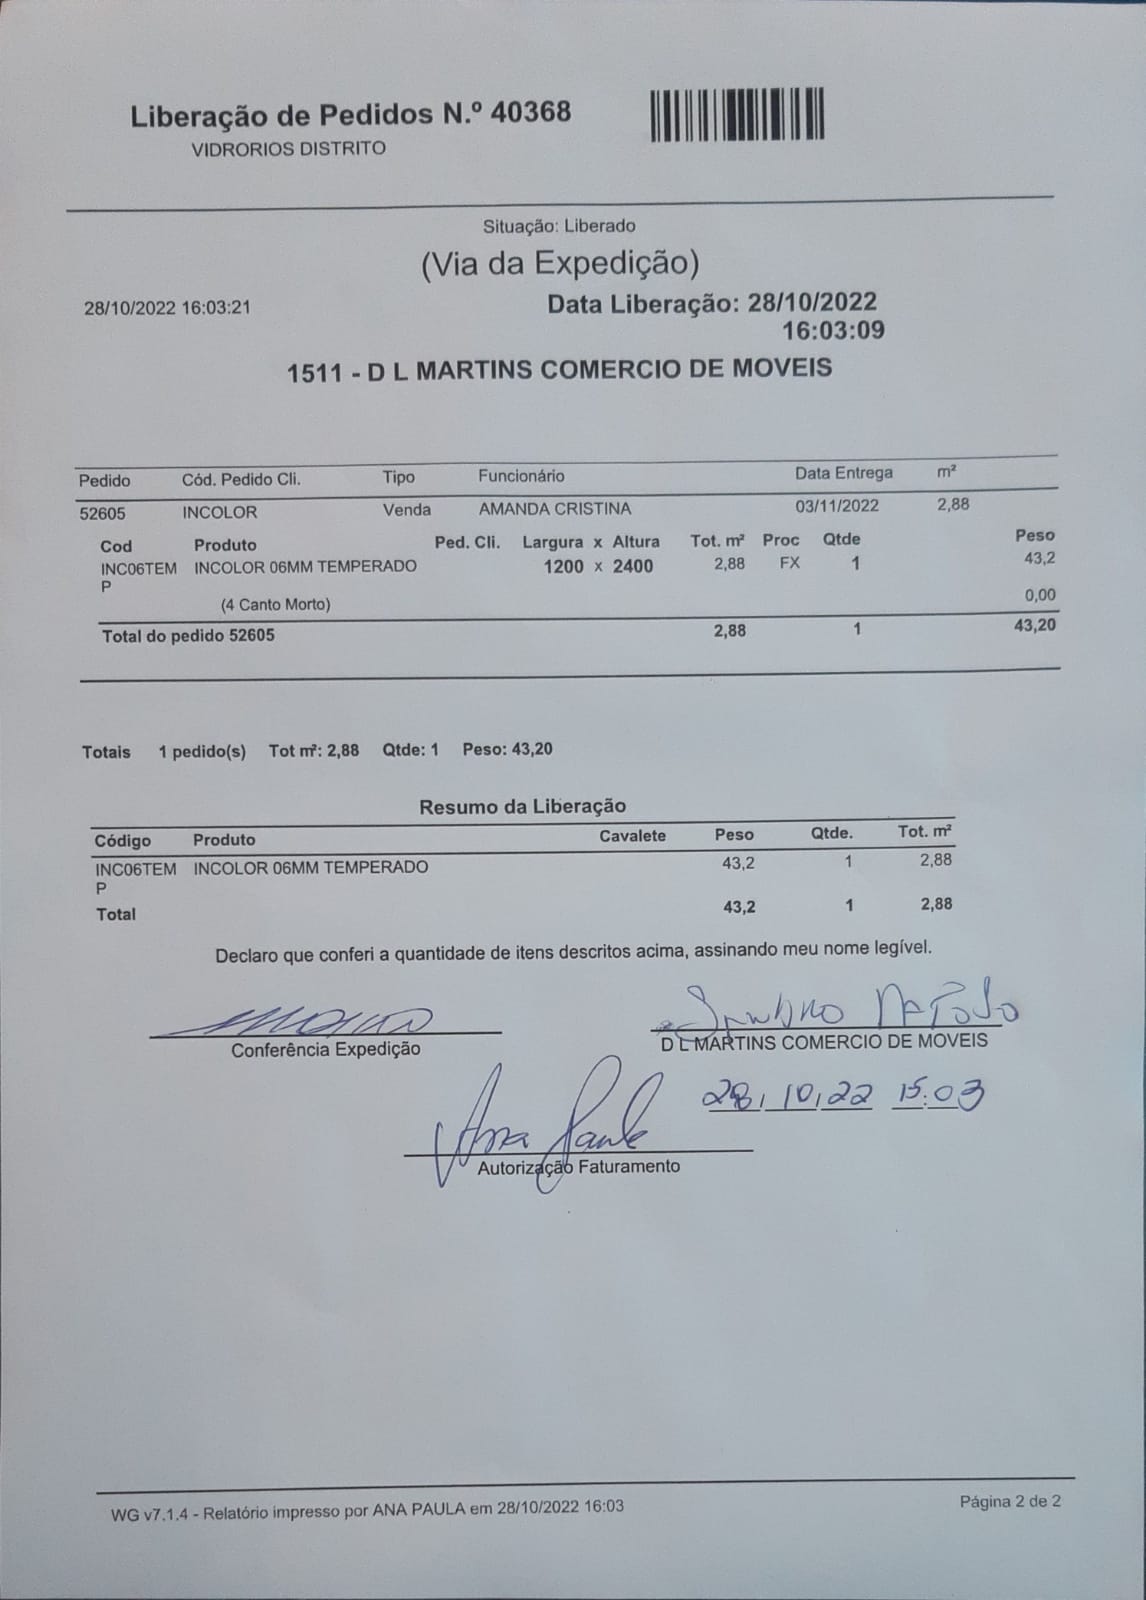 Liberação de Pedidos N.º 40368
VIDRORIOS DISTRITO
Situação: Liberado
(Via da Expedição)
28/10/2022 16:03:21
Data Liberação: 28/10/2022
16:03:09
1511 - D L MARTINS COMERCIO DE MOVEIS
Pedido Cód. Pedido Cli. Tipo Funcionário Data Entrega m²
52605 INCOLOR Venda AMANDA CRISTINA 03/11/2022 2,88
Cod Produto Ped. Cli. Largura x Altura Tot. m² Proc Qtde Peso
INC06TEM INCOLOR 06MM TEMPERADO 1200 x 2400 2,88 FX 1 43,2
P
(4 Canto Morto) 0,00
Total do pedido 52605 2,88 1 43,20
Totais 1 pedido(s) Tot m²: 2,88 Qtde: 1 Peso: 43,20
Resumo da Liberação
Código Produto Cavalete Peso Qtde. Tot. m²
INC06TEM INCOLOR 06MM TEMPERADO 43,2 1 2,88
P
Total 43,2 1 2,88
Declaro que conferi a quantidade de itens descritos acima, assinando meu nome legível.
Conferência Expedição
D L MARTINS COMERCIO DE MOVEIS
28/10/22 15:03
Ana Paula
Autorização Faturamento
WG v7.1.4 - Relatório impresso por ANA PAULA em 28/10/2022 16:03
Página 2 de 2